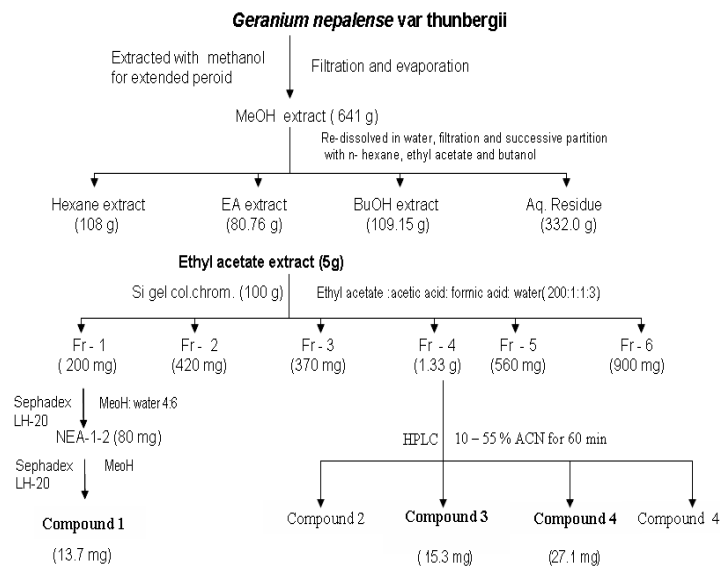 Geranium nepalense var thunbergii
Extracted with methanol
for extended peroid
Filtration and evaporation
MeOH extract ( 641 g)
Re-dissolved in water, filtration and successive partition
with n- hexane, ethyl acetate and butanol
Hexane extract
(108 g)
EA extract
(80.76 g)
BuOH extract
(109.15 g)
Aq. Residue
(332.0 g)
Ethyl acetate extract (5g)
Si gel col.chrom. (100 g)
Ethyl acetate :acetic acid: formic acid: water( 200:1:1:3)
Fr - 1
( 200 mg)
Fr - 2
(420 mg)
Fr - 3
(370 mg)
Fr - 4
(1.33 g)
Fr - 5
(560 mg)
Fr - 6
(900 mg)
Sephadex
LH-20
MeoH: water 4:6
NEA-1-2 (80 mg)
Sephadex
LH-20
MeoH
Compound 1
(13.7 mg)
HPLC
10 – 55 % ACN for 60 min
Compound 2
Compound 3
( 15.3 mg)
Compound 4
(27.1 mg)
Compound 4